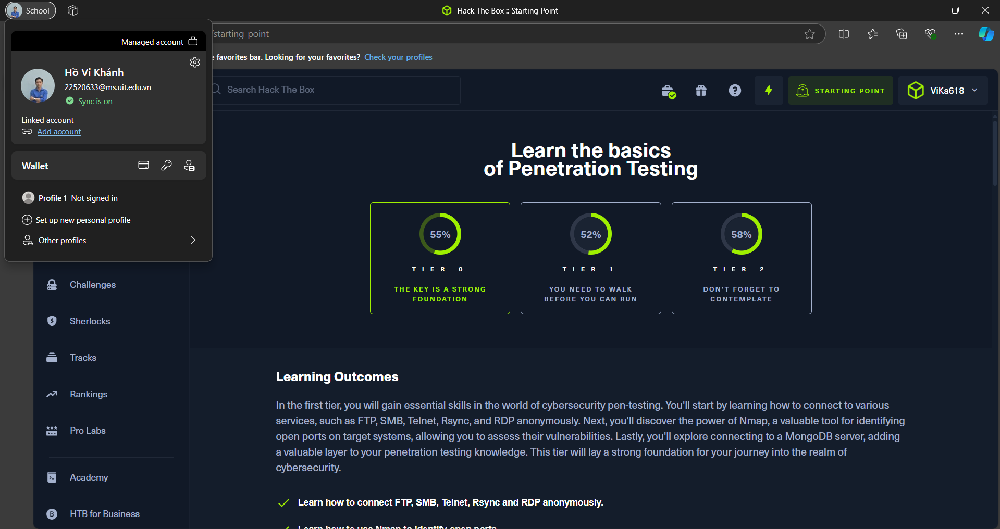 School
Hack The Box :: Starting Point
Managed account
/starting-point
Hồ Vỉ Khánh
22520633@ms.uit.edu.vn
Sync is on
favorites bar. Looking for your favorites? Check your profiles
Linked account
Add account
Search Hack The Box
STARTING POINT
ViKa618
Wallet
Profile 1 Not signed in
Set up new personal profile
Other profiles
Learn the basics
of Penetration Testing
55%
TIER 0
THE KEY IS A STRONG
FOUNDATION
52%
TIER 1
YOU NEED TO WALK
BEFORE YOU CAN RUN
58%
TIER 2
DON'T FORGET TO
CONTEMPLATE
Challenges
Sherlocks
Tracks
Rankings
Pro Labs
Academy
HTB for Business
Learning Outcomes
In the first tier, you will gain essential skills in the world of cybersecurity pen-testing. You'll start by learning how to connect to various
services, such as FTP, SMB, Telnet, Rsync, and RDP anonymously. Next, you'll discover the power of Nmap, a valuable tool for identifying
open ports on target systems, allowing you to assess their vulnerabilities. Lastly, you'll explore connecting to a MongoDB server, adding
a valuable layer to your penetration testing knowledge. This tier will lay a strong foundation for your journey into the realm of
cybersecurity.
Learn how to connect FTP, SMB, Telnet, Rsync and RDP anonymously.
Learn how to use Nmap to identify open ports.